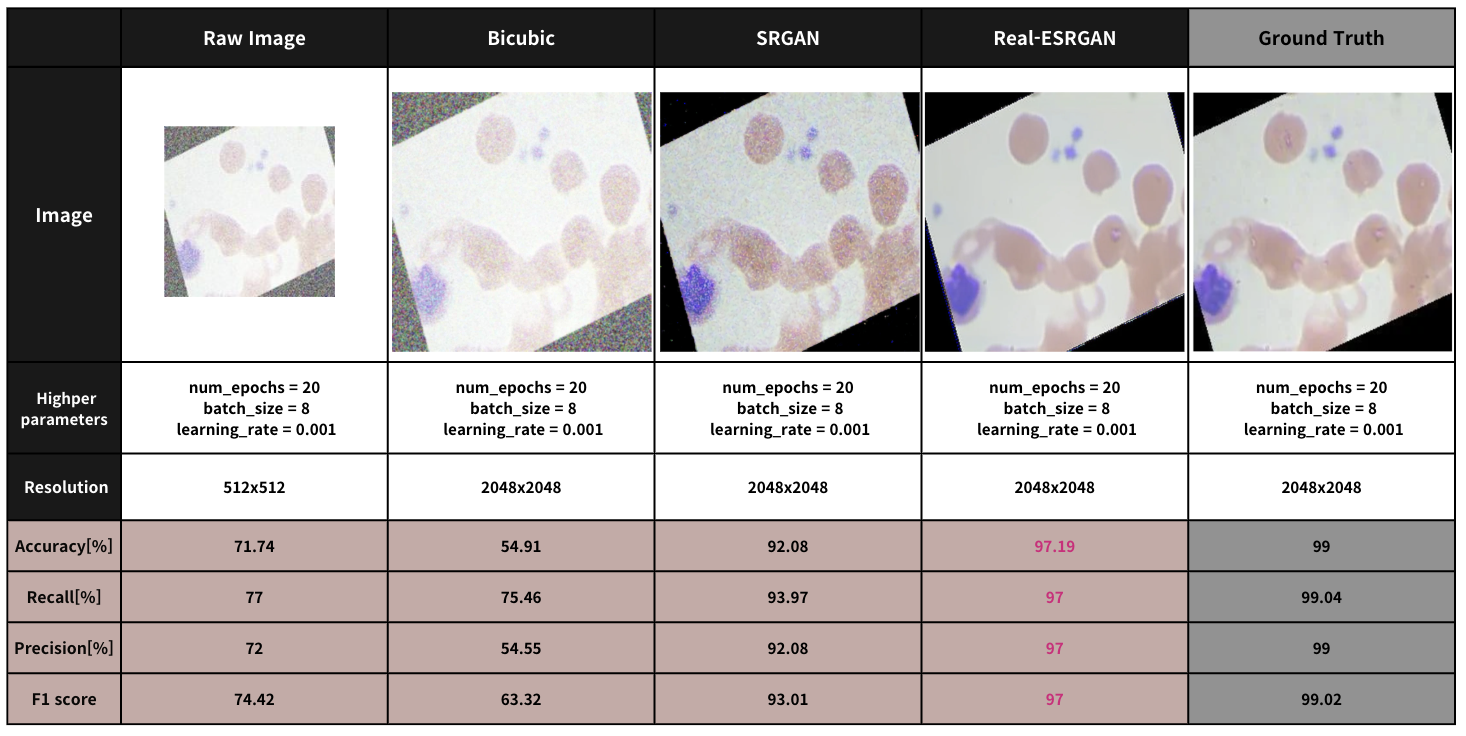 Raw Image Bicubic SRGAN Real-ESRGAN Ground Truth
Image
Highper
parameters
num_epochs = 20
batch_size = 8
learning_rate = 0.001
num_epochs = 20
batch_size = 8
learning_rate = 0.001
num_epochs = 20
batch_size = 8
learning_rate = 0.001
num_epochs = 20
batch_size = 8
learning_rate = 0.001
num_epochs = 20
batch_size = 8
learning_rate = 0.001
Resolution 512x512 2048x2048 2048x2048 2048x2048 2048x2048
Accuracy[%] 71.74 54.91 92.08 97.19 99
Recall[%] 77 75.46 93.97 97 99.04
Precision[%] 72 54.55 92.08 97 99
F1 score 74.42 63.32 93.01 97 99.02